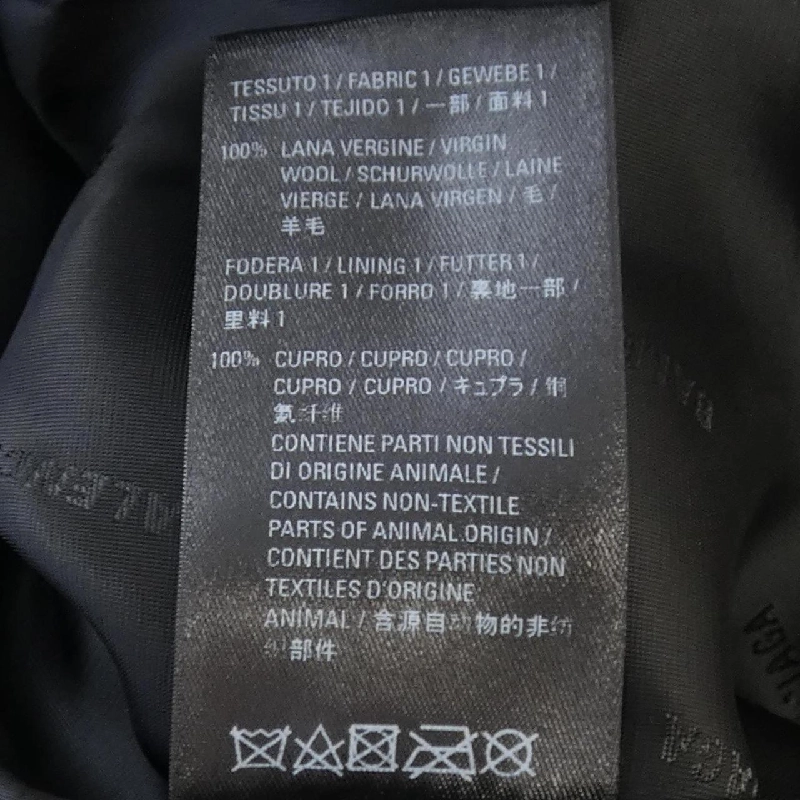 TESSUTO 1 / FABRIC 1 / GEWEBE 1 /
TISSU 1 / TEJIDO 1 / 一部 / 面料 1
100% LANA VERGINE / VIRGIN
WOOL / SCHURWOLLE / LAINE
VIERGE / LANA VIRGEN / 毛 /
羊毛
FODERA 1 / LINING 1 / FUTTER 1 /
DOUBLURE 1 / FORRO 1 / 裏地一部 /
里料 1
100% CUPRO / CUPRO / CUPRO /
CUPRO / CUPRO / キュプラ / 铜
氨纤维
CONTIENE PARTI NON TESSILI
DI ORIGINE ANIMALE /
CONTAINS NON-TEXTILE
PARTS OF ANIMAL ORIGIN /
CONTIENT DES PARTIES NON
TEXTILES D'ORIGINE
ANIMAL / 含源自动物的非纺
织部件